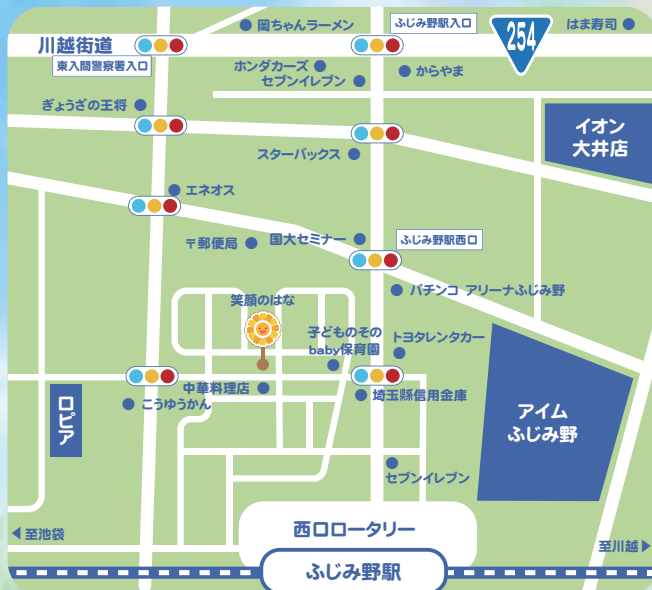 岡ちゃんラーメン
ふじみ野駅入口
254
はま寿司
川越街道
東入間警察署入口
ホンダカーズ
セブンイレブン
からやま
ぎょうざの王将
イオン
大井店
スターバックス
エネオス
〒郵便局
国大セミナー
ふじみ野駅西口
パチンコ アリーナふじみ野
笑顔のはな
子どものその
baby保育園
トヨタレンタカー
中華料理店
埼玉縣信用金庫
こうゆうかん
ロピア
アイム
ふじみ野
セブンイレブン
西口ロータリー
至池袋
至川越
ふじみ野駅